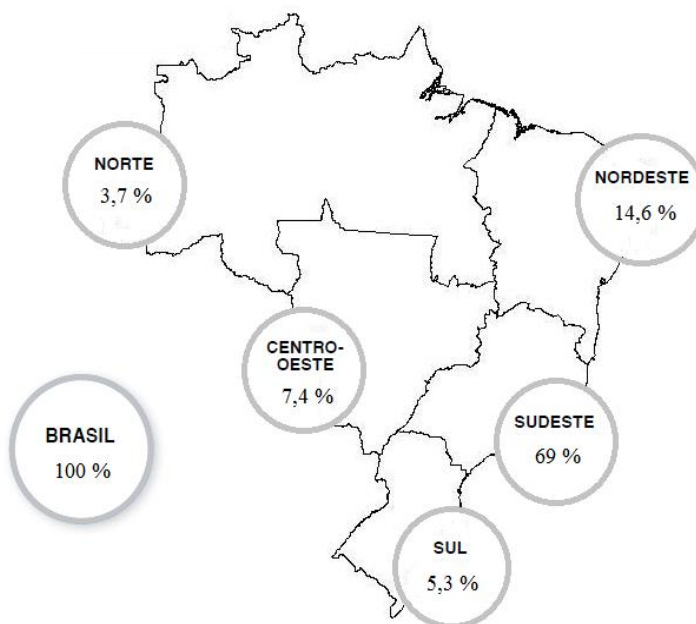 NORTE
3,7 %
NORDESTE
14,6 %
CENTRO-
OESTE
7,4 %
BRASIL
100 %
SUDESTE
69 %
SUL
5,3 %